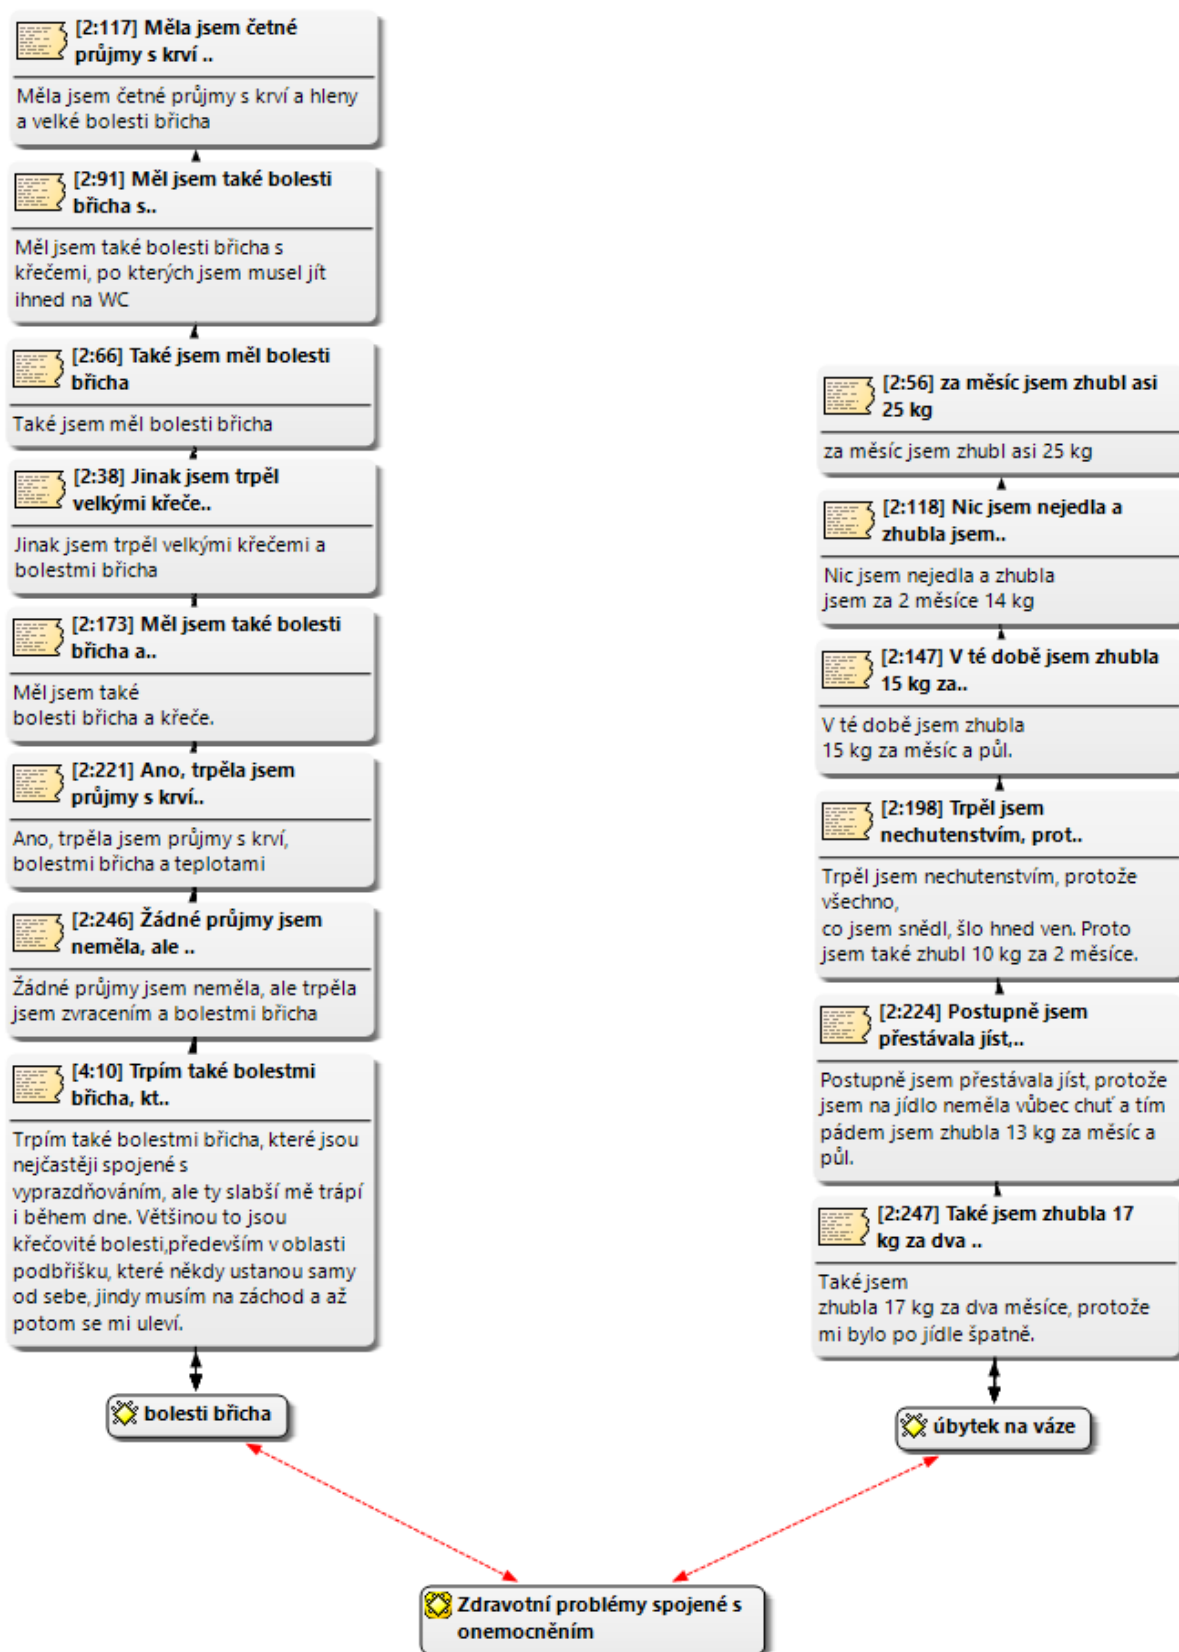 [2:117] Měla jsem četné
průjmy s krví ..
Měla jsem četné průjmy s krví a hleny
a velké bolesti břicha
[2:91] Měl jsem také bolesti
břicha s..
Měl jsem také bolesti břicha s
křečemi, po kterých jsem musel jít
ihned na WC
[2:66] Také jsem měl bolesti
břicha
Také jsem měl bolesti břicha
[2:38] Jinak jsem trpěl
velkými křeče..
Jinak jsem trpěl velkými křečemi a
bolestmi břicha
[2:173] Měl jsem také bolesti
břicha a..
Měl jsem také
bolesti břicha a křeče.
[2:221] Ano, trpěla jsem
průjmy s krví..
Ano, trpěla jsem průjmy s krví,
bolestmi břicha a teplotami
[2:246] Žádné průjmy jsem
neměla, ale ..
Žádné průjmy jsem neměla, ale trpěla
jsem zvracením a bolestmi břicha
[4:10] Trpím také bolestmi
břicha, kt..
Trpím také bolestmi břicha, které jsou
nejčastěji spojené s
vyprazdňováním, ale ty slabší mě trápí
i během dne. Většinou to jsou
křečovité bolesti,především v oblasti
podbřišku, které někdy ustanou samy
od sebe, jindy musím na záchod a až
potom se mi uleví.
bolesti břicha
[2:56] za měsíc jsem zhubl asi
25 kg
za měsíc jsem zhubl asi 25 kg
[2:118] Nic jsem nejedla a
zhubla jsem..
Nic jsem nejedla a zhubla
jsem za 2 měsíce 14 kg
[2:147] V té době jsem zhubla
15 kg za..
V té době jsem zhubla
15 kg za měsíc a půl.
[2:198] Trpěl jsem
nechutenstvím, prot..
Trpěl jsem nechutenstvím, protože
všechno,
co jsem snědl, šlo hned ven. Proto
jsem také zhubl 10 kg za 2 měsíce.
[2:224] Postupně jsem
přestávala jíst,..
Postupně jsem přestávala jíst, protože
jsem na jídlo neměla vůbec chuť a tím
pádem jsem zhubla 13 kg za měsíc a
půl.
[2:247] Také jsem zhubla 17
kg za dva ..
Také jsem
zhubla 17 kg za dva měsíce, protože
mi bylo po jídle špatně.
úbytek na váze
Zdravotní problémy spojené s
onemocněním